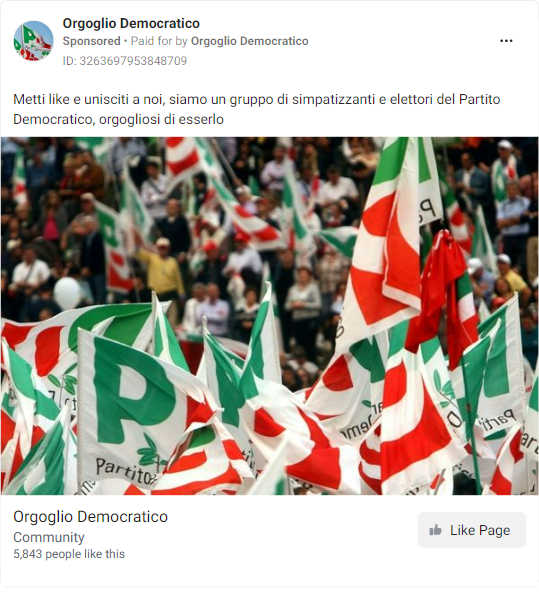 Orgoglio Democratico
Sponsored • Paid for by Orgoglio Democratico
ID: 3263697953848709
Metti like e unisciti a noi, siamo un gruppo di simpatizzanti e elettori del Partito
Democratico, orgogliosi di esserlo
P
Partito
Orgoglio Democratico
Community
5,843 people like this
Like Page